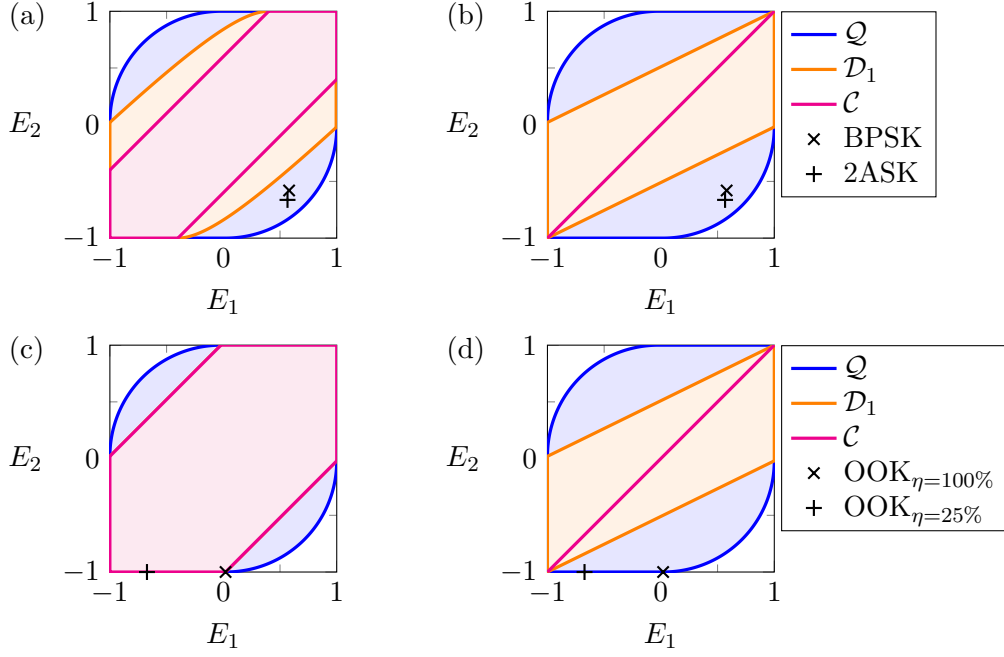 (a)
1
0
−1
E₂
−1
0
1
E₁
(b)
1
0
−1
E₂
−1
0
1
E₁
𝒬
𝒟₁
𝒞
BPSK
2ASK
(c)
1
0
−1
E₂
−1
0
1
E₁
(d)
1
0
−1
E₂
−1
0
1
E₁
𝒬
𝒟₁
𝒞
OOK_{η=100%}
OOK_{η=25%}